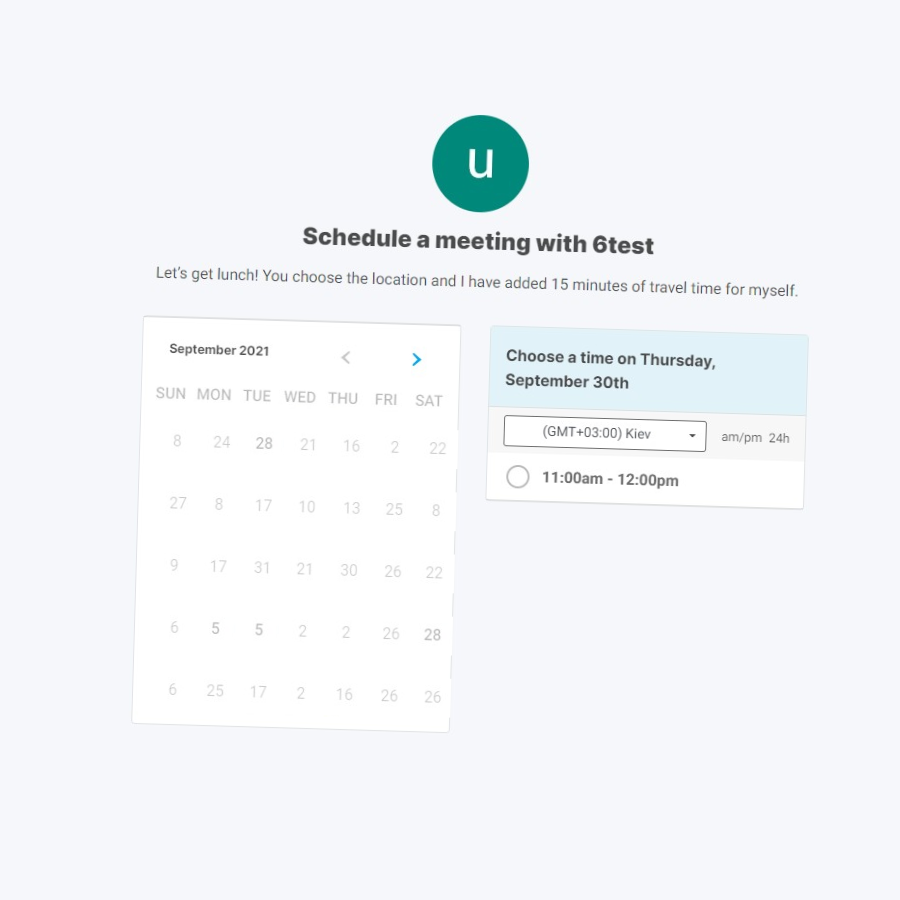 u
Schedule a meeting with 6test
Let's get lunch! You choose the location and I have added 15 minutes of travel time for myself.
September 2021
SUN MON TUE WED THU FRI SAT
8 24 28 21 16 2 22
27 8 17 10 13 25 8
9 17 31 21 30 26 22
6 5 5 2 2 26 28
6 25 17 2 16 26 26
Choose a time on Thursday,
September 30th
(GMT+03:00) Kiev am/pm 24h
11:00am - 12:00pm